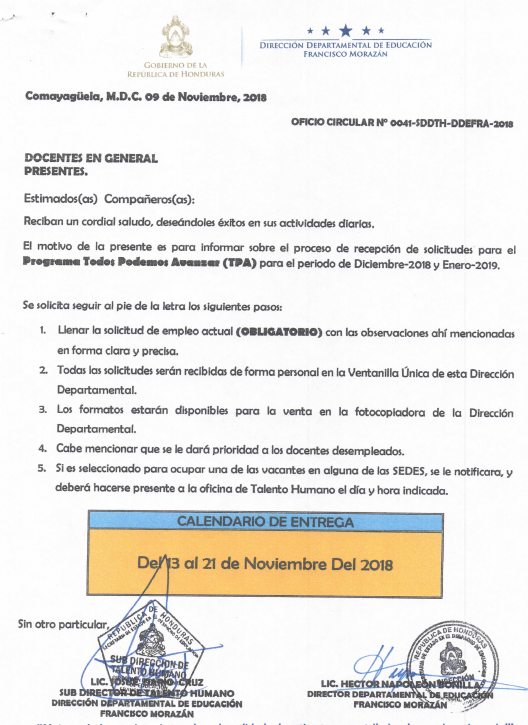 GOBIERNO DE LA
REPÚBLICA DE HONDURAS
DIRECCIÓN DEPARTAMENTAL DE EDUCACIÓN
FRANCISCO MORAZÁN
Comayagüela, M.D.C. 09 de Noviembre, 2018
OFICIO CIRCULAR Nº 0041-SDDTH-DDEFRA-2018
DOCENTES EN GENERAL
PRESENTES.
Estimados(as) Compañeros(as):
Reciban un cordial saludo, deseándoles éxitos en sus actividades diarias.
El motivo de la presente es para informar sobre el proceso de recepción de solicitudes para el
Programa Todos Podemos Avanzar (TPA) para el periodo de Diciembre-2018 y Enero-2019.
Se solicita seguir al pie de la letra los siguientes pasos:
1. Llenar la solicitud de empleo actual (OBLIGATORIO) con las observaciones ahí mencionadas
en forma clara y precisa.
2. Todas las solicitudes serán recibidas de forma personal en la Ventanilla Única de esta Dirección
Departamental.
3. Los formatos estarán disponibles para la venta en la fotocopiadora de la Dirección
Departamental.
4. Cabe mencionar que se le dará prioridad a los docentes desempleados.
5. Si es seleccionado para ocupar una de las vacantes en alguna de las SEDES, se le notificara, y
deberá hacerse presente a la oficina de Talento Humano el día y hora indicada.
CALENDARIO DE ENTREGA
Del 13 al 21 de Noviembre Del 2018
Sin otro particular,
REPUBLICA DE HONDURAS
SUB DIRECCION DE
TALENTO HUMANO
LIC. CRUZ
SUB DIRECTOR DE TALENTO HUMANO
DIRECCIÓN DEPARTAMENTAL DE EDUCACIÓN
FRANCISCO MORAZÁN
REPUBLICA DE HONDURAS
DIRECCIÓN
LIC. HECTOR NAPOLEON BONILLA
DIRECTOR DEPARTAMENTAL DE EDUCACIÓN
FRANCISCO MORAZÁN